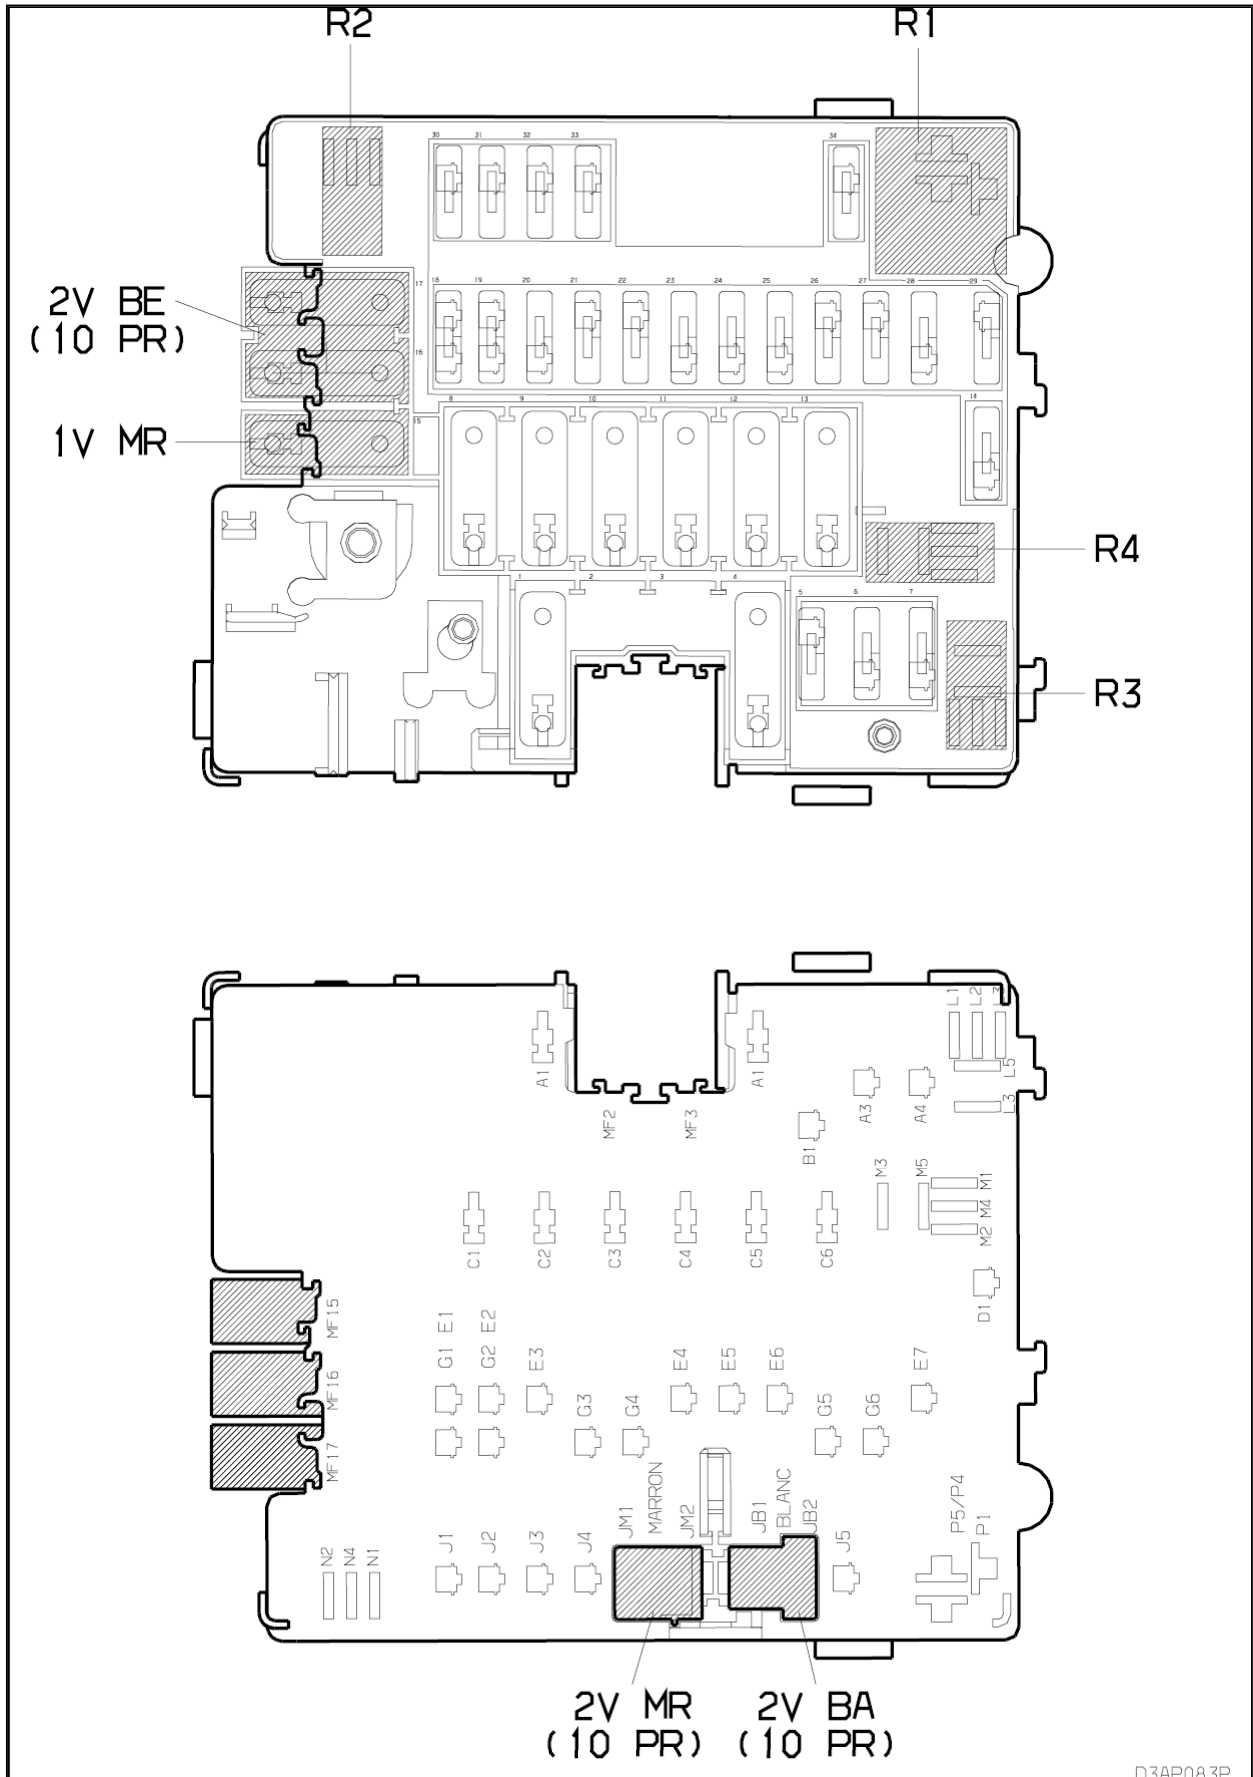 R2 R1
30 31 32 33 34
2V BE
(10 PR)
17
18 19 20 21 22 23 24 25 26 27 28 29
16
1V MR
15
8 9 10 11 12 13
14
R4
1 2 3 4
5 6 7
R3
L1 L2 L3
A1 A1
L5
A3 A4 L3
MF2 MF3
B1
M3 M5 M1
M4
M2
C1 C2 C3 C4 C5 C6
D1
MF15
E1 E2
G1 G2 E3 E4 E5 E6 E7
MF16
G3 G4 G5 G6
MF17
JM1 MARRON JM2 JB1 BLANC JB2
P5/P4 P1
N2 N4 N1 J1 J2 J3 J4 J5
2V MR 2V BA
(10 PR) (10 PR)
D3AP083P